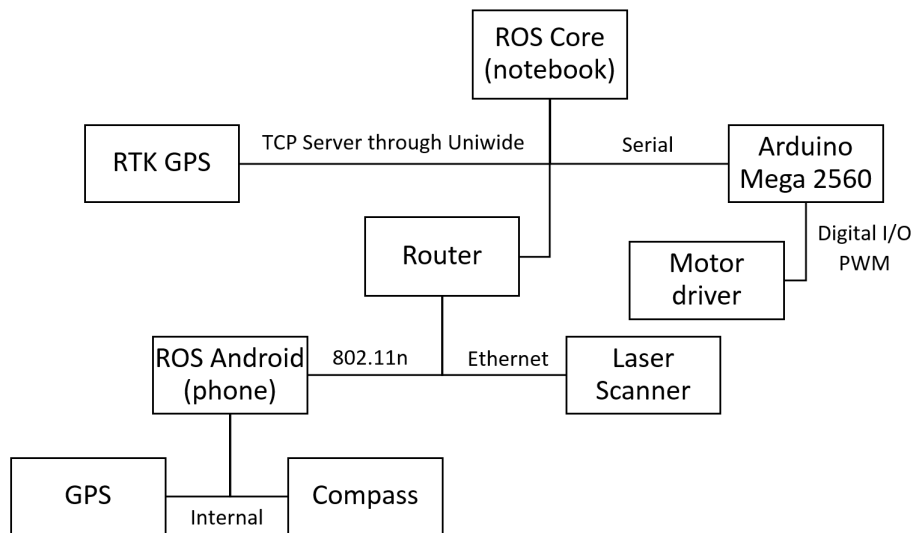 ROS Core
(notebook)
TCP Server through Uniwide
Serial
RTK GPS
Arduino
Mega 2560
Router
Digital I/O
PWM
Motor
driver
ROS Android
(phone)
802.11n
Ethernet
Laser
Scanner
GPS
Internal
Compass